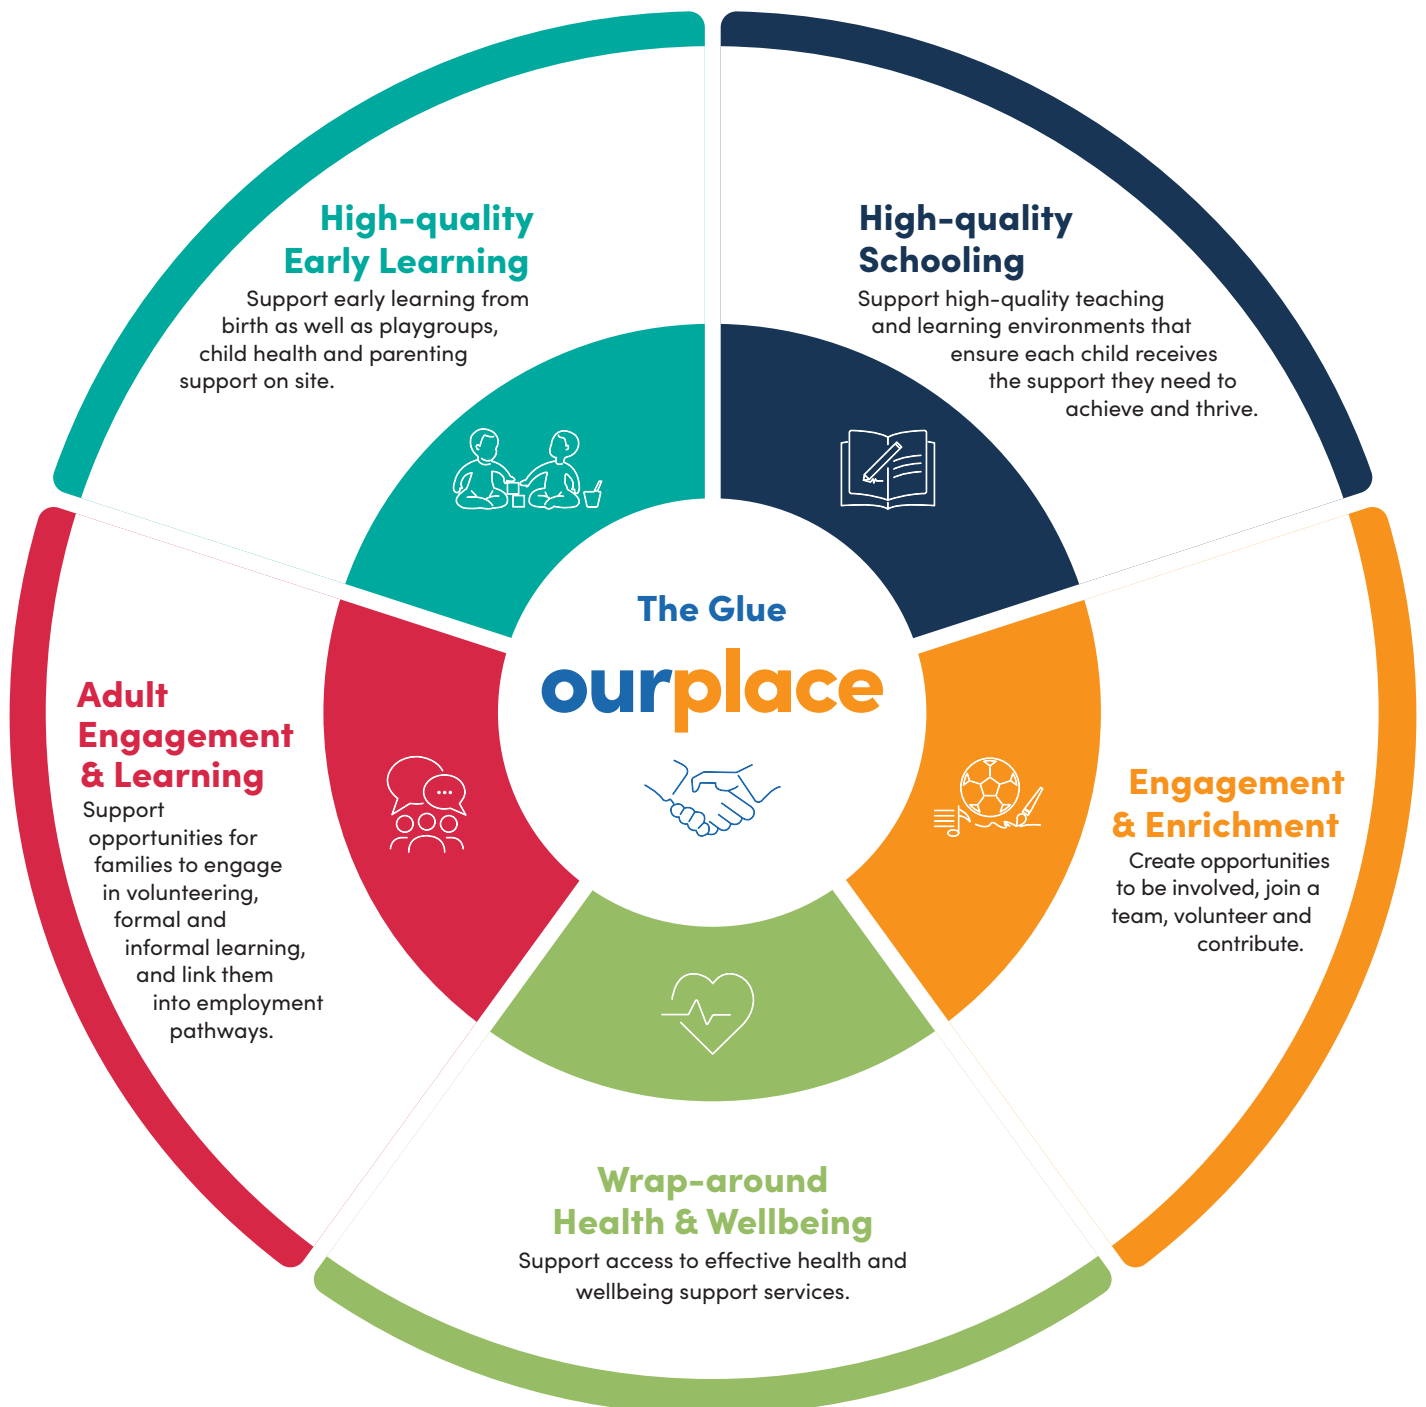 High-quality
Early Learning
Support early learning from
birth as well as playgroups,
child health and parenting
support on site.
High-quality
Schooling
Support high-quality teaching
and learning environments that
ensure each child receives
the support they need to
achieve and thrive.
The Glue
ourplace
Adult
Engagement
& Learning
Support
opportunities for
families to engage
in volunteering,
formal and
informal learning,
and link them
into employment
pathways.
Engagement
& Enrichment
Create opportunities
to be involved, join a
team, volunteer and
contribute.
Wrap-around
Health & Wellbeing
Support access to effective health and
wellbeing support services.